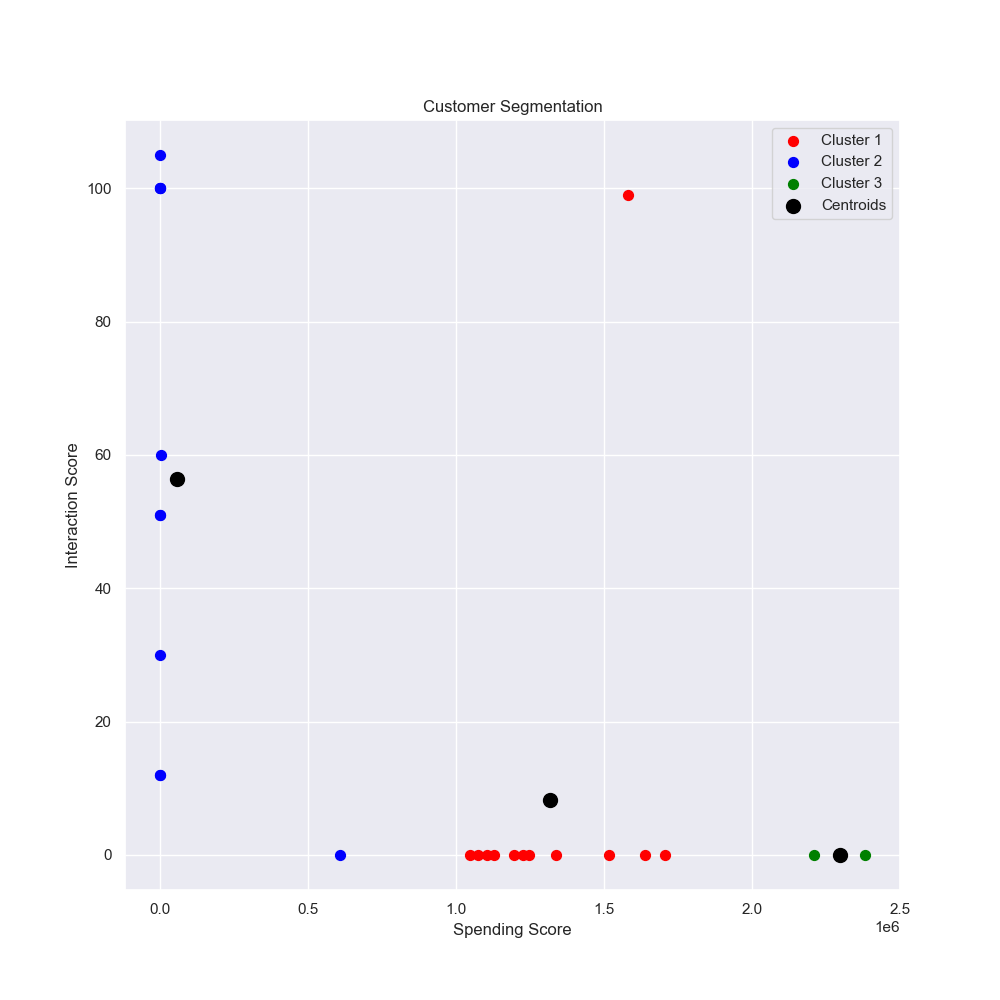 Customer Segmentation
Cluster 1
Cluster 2
Cluster 3
Centroids
100
80
60
40
20
0
Interaction Score
0.0 0.5 1.0 1.5 2.0 2.5
1e6
Spending Score